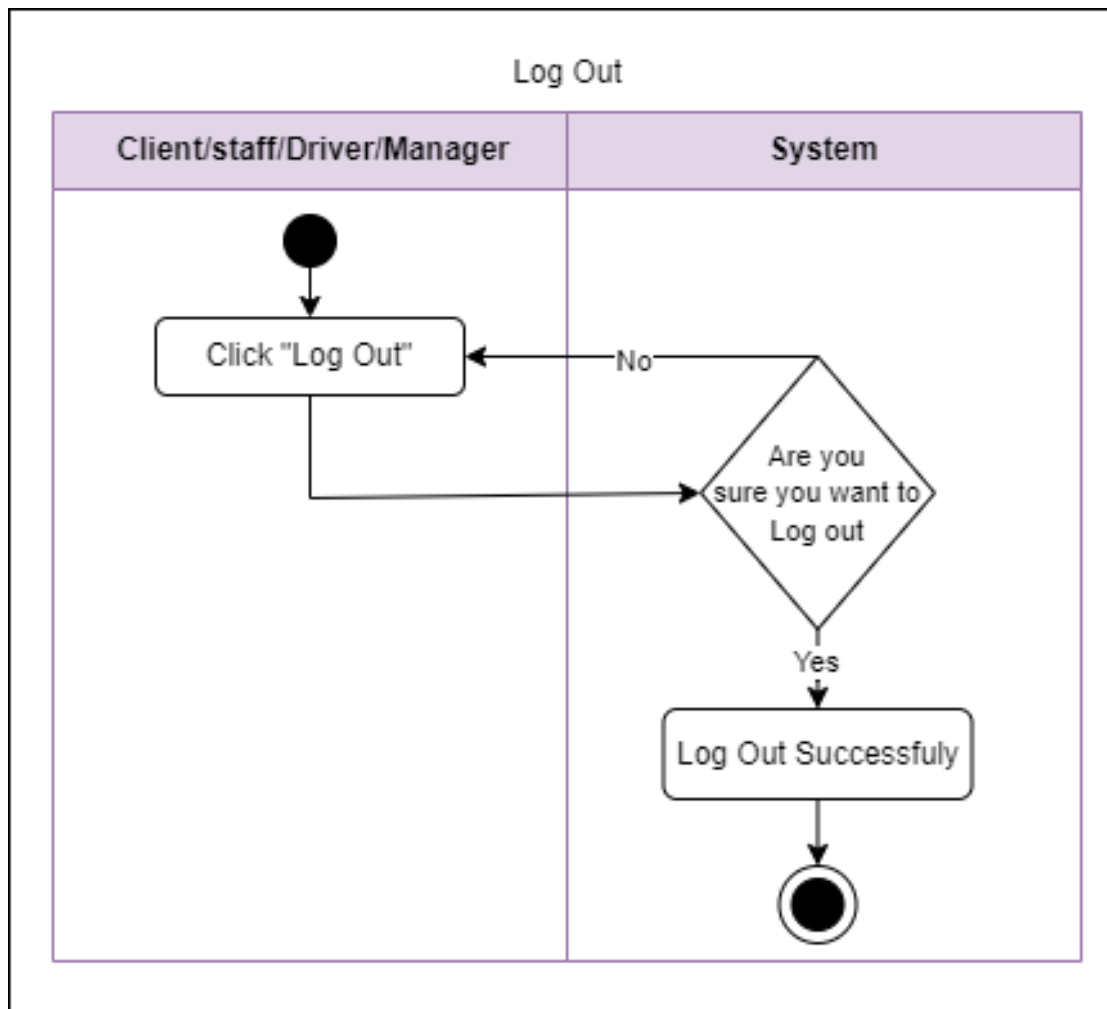 Log Out
Client/staff/Driver/Manager
System
Click "Log Out"
No
Are you
sure you want to
Log out
Yes
Log Out Successfuly